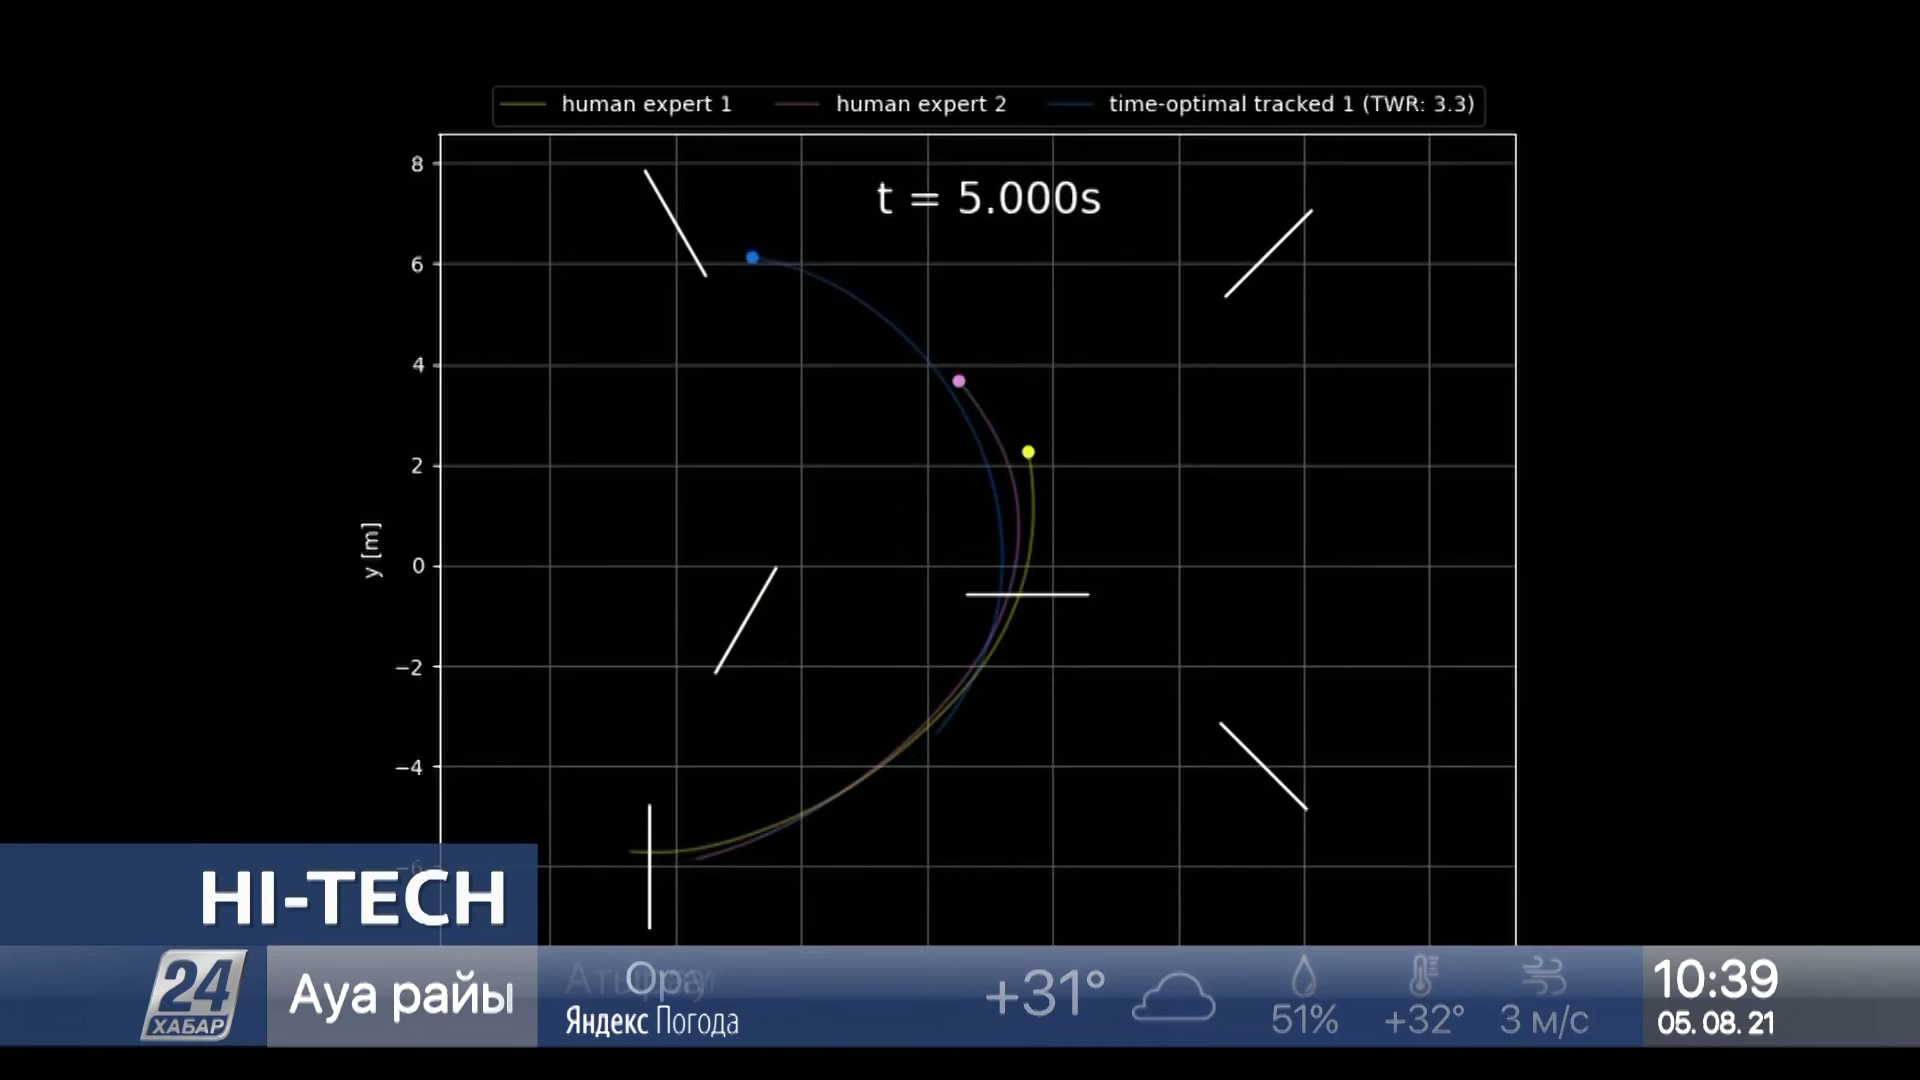 human expert 1 human expert 2 time-optimal tracked 1 (TWR: 3.3)
t = 5.000s
8
6
4
2
0
−2
−4
−6
y [m]
HI-TECH
24
ХАБАР
Ауа райы
Яндекс Погода
+31°
51%
+32°
3 м/с
10:39
05. 08. 21